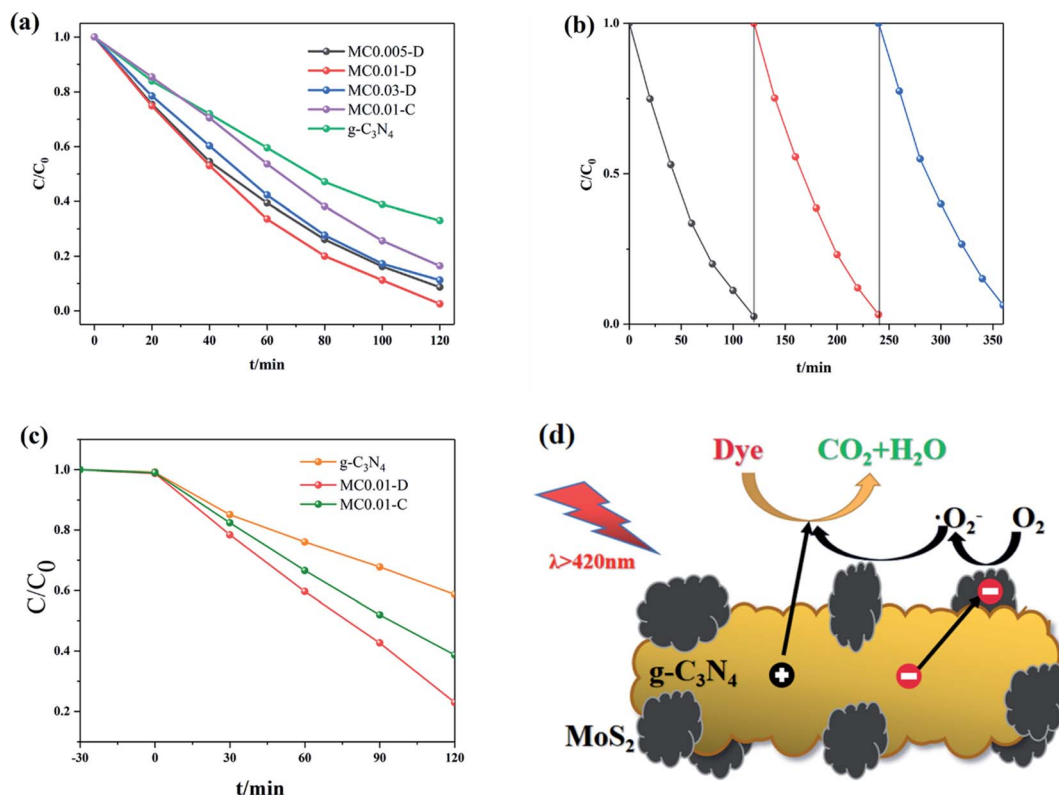 (a)
1.0
0.8
0.6
0.4
0.2
0.0
C/C₀
MC0.005-D
MC0.01-D
MC0.03-D
MC0.01-C
g-C₃N₄
0 20 40 60 80 100 120
t/min
(b)
1.0
0.5
0.0
C/C₀
0 50 100 150 200 250 300 350
t/min
(c)
1.0
0.8
0.6
0.4
0.2
C/C₀
g-C₃N₄
MC0.01-D
MC0.01-C
-30 0 30 60 90 120
t/min
(d)
Dye CO₂+H₂O
·O₂⁻ O₂
λ>420nm
g-C₃N₄
MoS₂